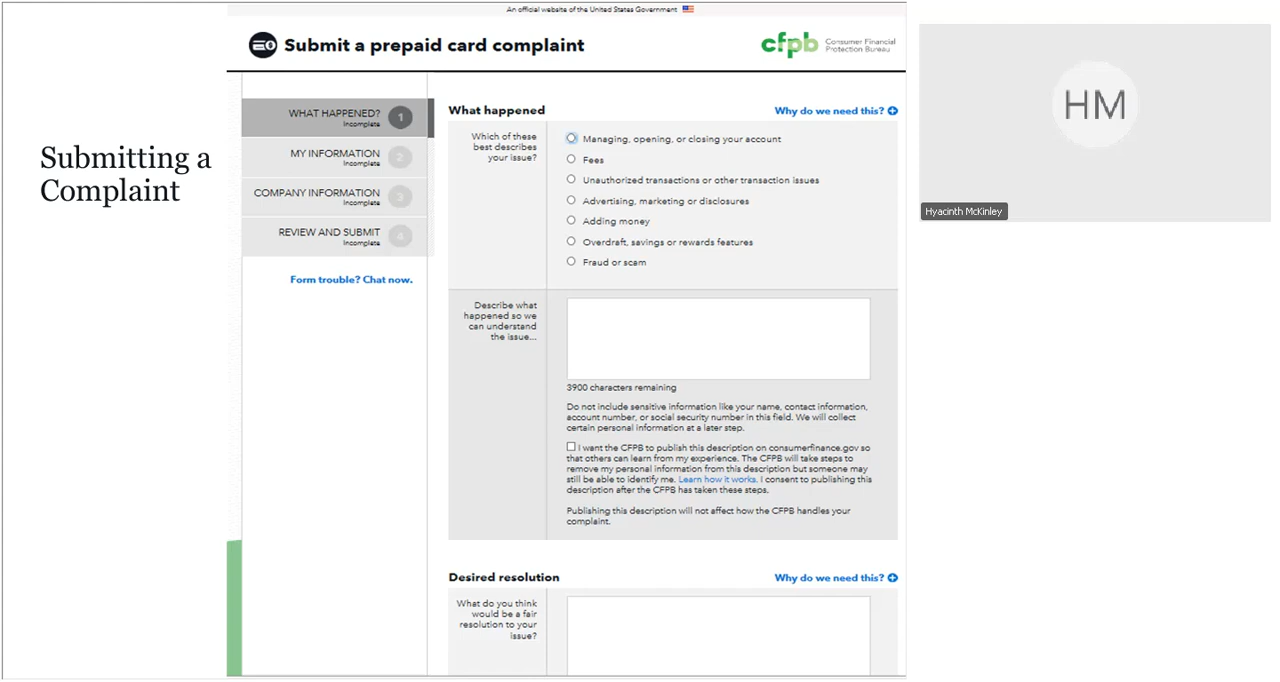 An official website of the United States Government
Submit a prepaid card complaint
cfpb Consumer Financial
Protection Bureau
Submitting a
Complaint
WHAT HAPPENED? 1
Incomplete
MY INFORMATION 2
Incomplete
COMPANY INFORMATION 3
Incomplete
REVIEW AND SUBMIT 4
Incomplete
Form trouble? Chat now.
What happened
Why do we need this?
Which of these
best describes
your issue?
Managing, opening, or closing your account
Fees
Unauthorized transactions or other transaction issues
Advertising, marketing or disclosures
Adding money
Overdraft, savings or rewards features
Fraud or scam
Describe what
happened so we
can understand
the issue...
3900 characters remaining
Do not include sensitive information like your name, contact information,
account number, or social security number in this field. We will collect
certain personal information at a later step.
I want the CFPB to publish this description on consumerfinance.gov so
that others can learn from my experience. The CFPB will take steps to
remove my personal information from this description but someone may
still be able to identify me. Learn how it works. I consent to publishing this
description after the CFPB has taken these steps.
Publishing this description will not affect how the CFPB handles your
complaint.
Desired resolution
Why do we need this?
What do you think
would be a fair
resolution to your
issue?
HM
Hyacinth McKinley